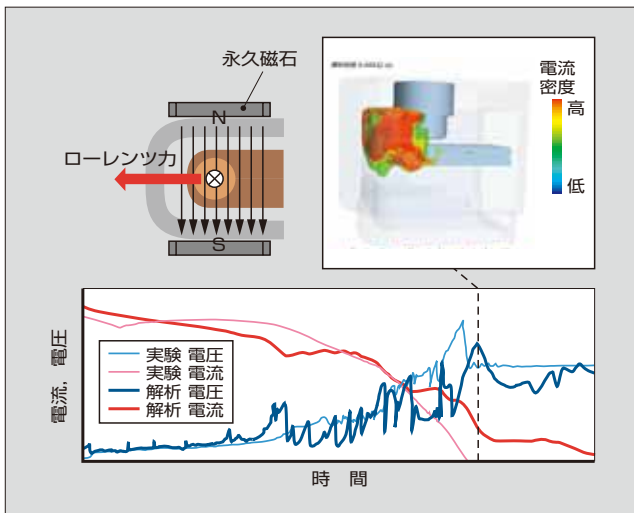 永久磁石
N
ローレンツ力
S
電流
密度
高
低
実験 電圧
実験 電流
解析 電圧
解析 電流
電流，電圧
時 間